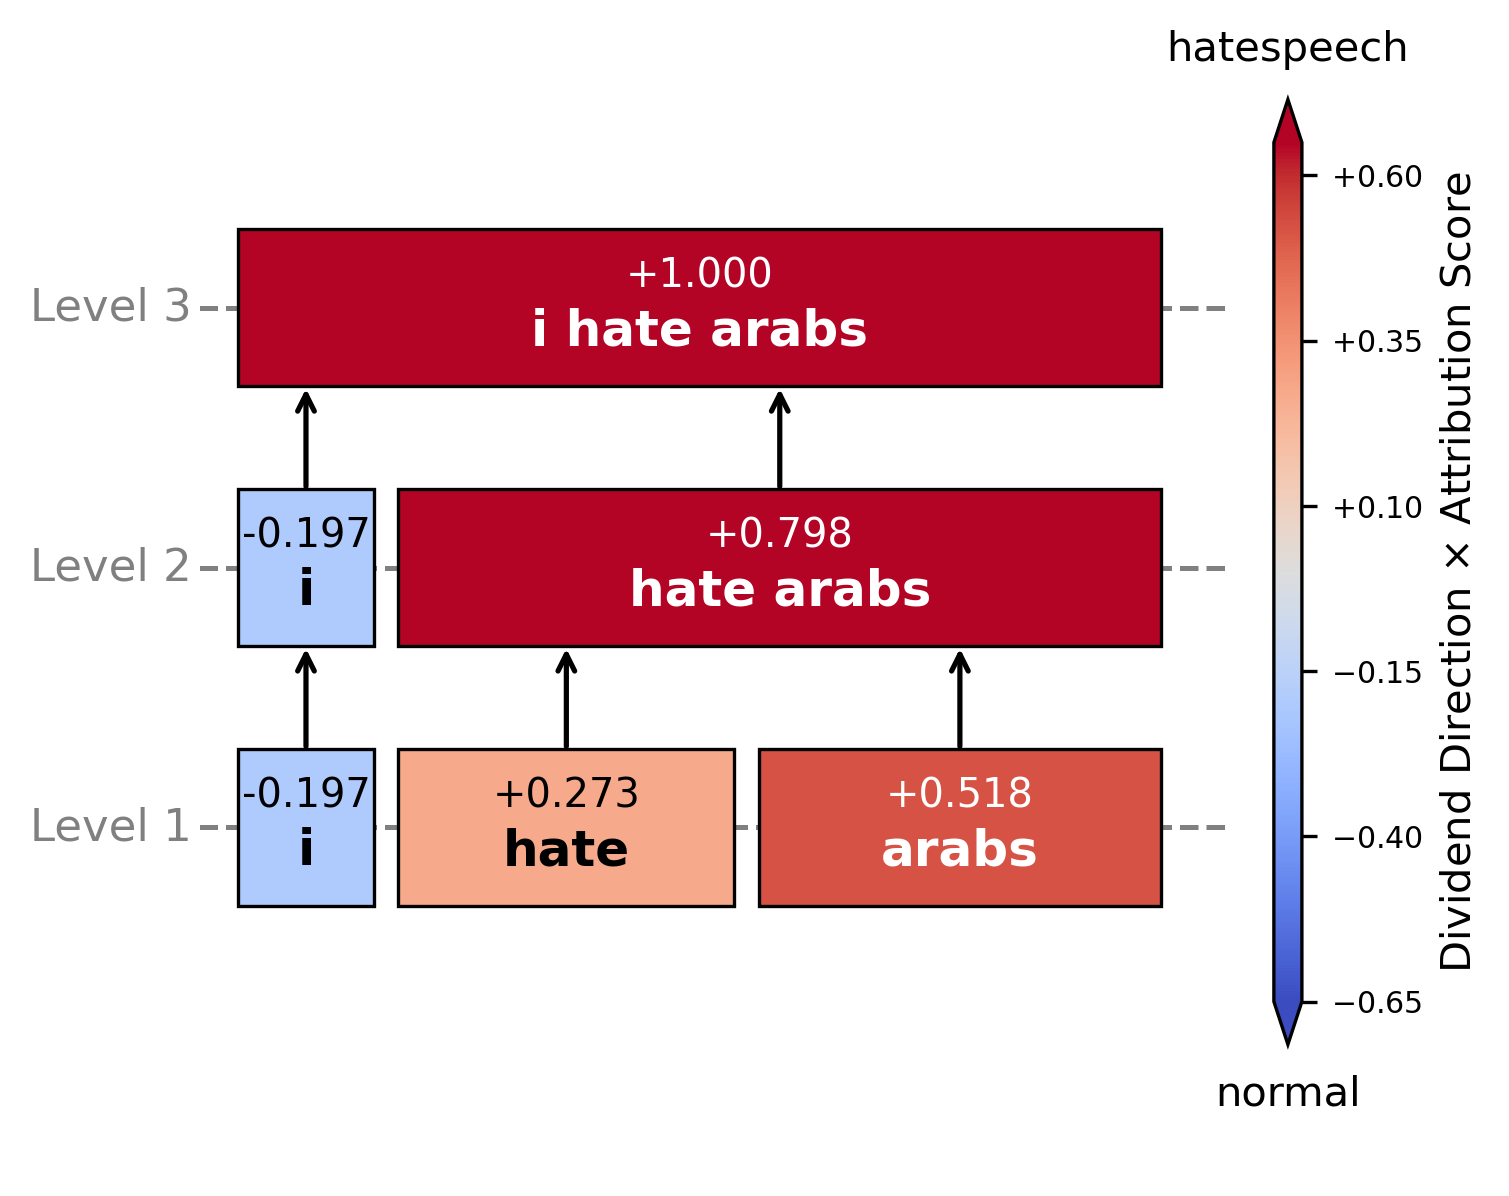 hatespeech
Level 3
+1.000
i hate arabs
Level 2
-0.197
i
+0.798
hate arabs
Level 1
-0.197
i
+0.273
hate
+0.518
arabs
+0.60
+0.35
+0.10
−0.15
−0.40
−0.65
Dividend Direction × Attribution Score
normal